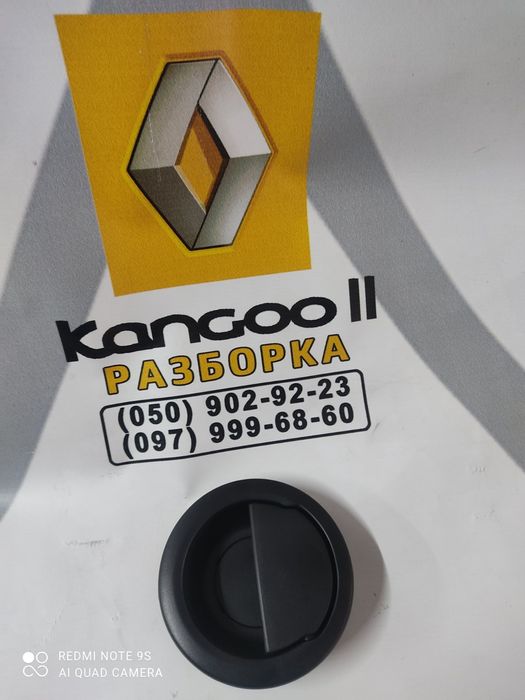 Kangoo II
РАЗБОРКА
(050) 902-92-23
(097) 999-68-60
REDMI NOTE 9S
AI QUAD CAMERA